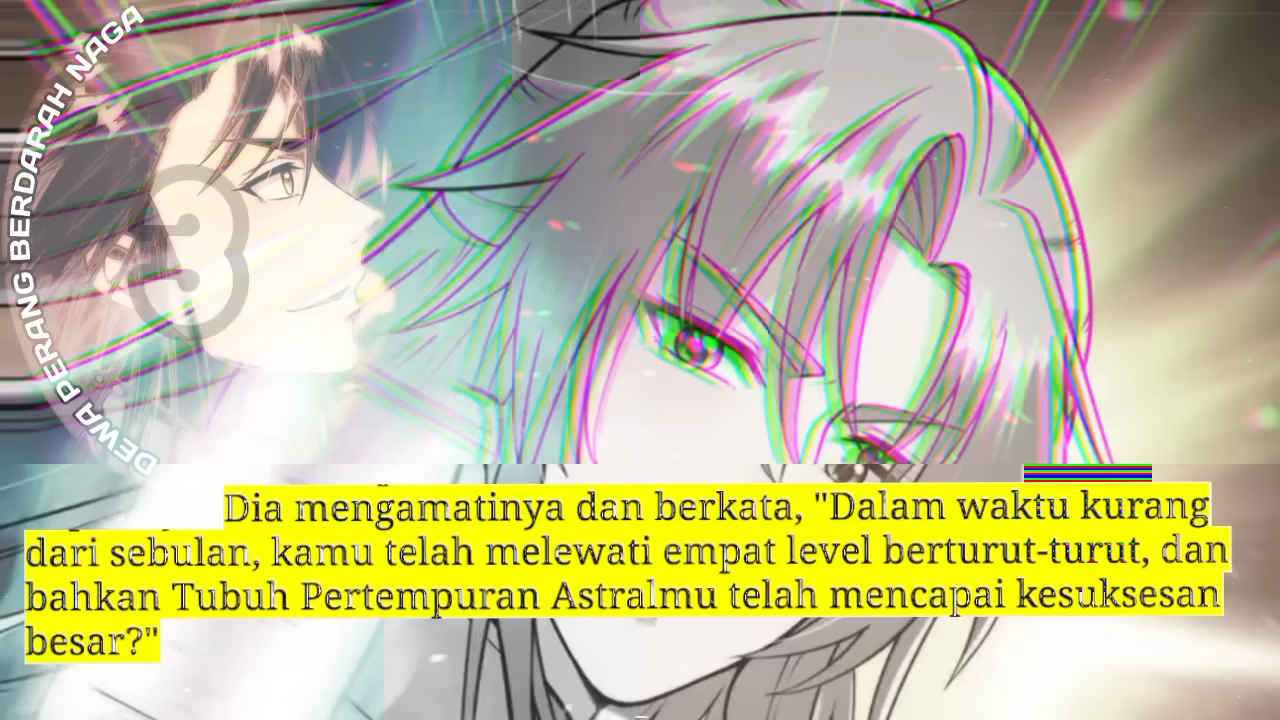 DEWA PERANG BERDARAH NAGA
3
Dia mengamatinya dan berkata, "Dalam waktu kurang
dari sebulan, kamu telah melewati empat level berturut-turut, dan
bahkan Tubuh Pertempuran Astralmu telah mencapai kesuksesan
besar?"